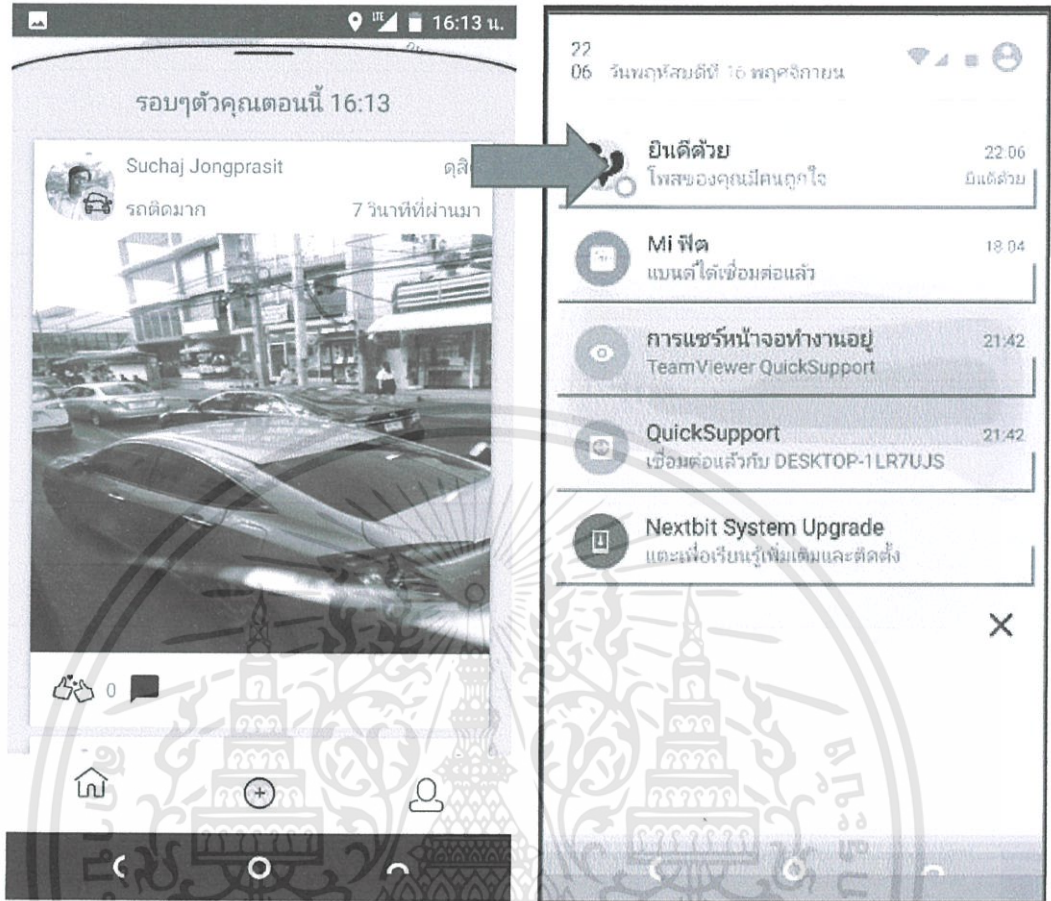 16:13 น.
รอบๆตัวคุณตอนนี้ 16:13
Suchaj Jongprasit
ดุสิ
รถติดมาก
7 วินาทีที่ผ่านมา
0
22
06 วันพฤหัสบดีที่ 16 พฤศจิกายน
ยินดีด้วย 22:06
โพสของคุณมีคนถูกใจ ยินดีด้วย
Mi ฟิต 18:04
แบนด์ได้เชื่อมต่อแล้ว
การแชร์หน้าจอทำงานอยู่ 21:42
TeamViewer QuickSupport
QuickSupport 21:42
เชื่อมต่อแล้วกับ DESKTOP-1LR7UJS
Nextbit System Upgrade
แตะเพื่อเรียนรู้เพิ่มเติมและติดตั้ง